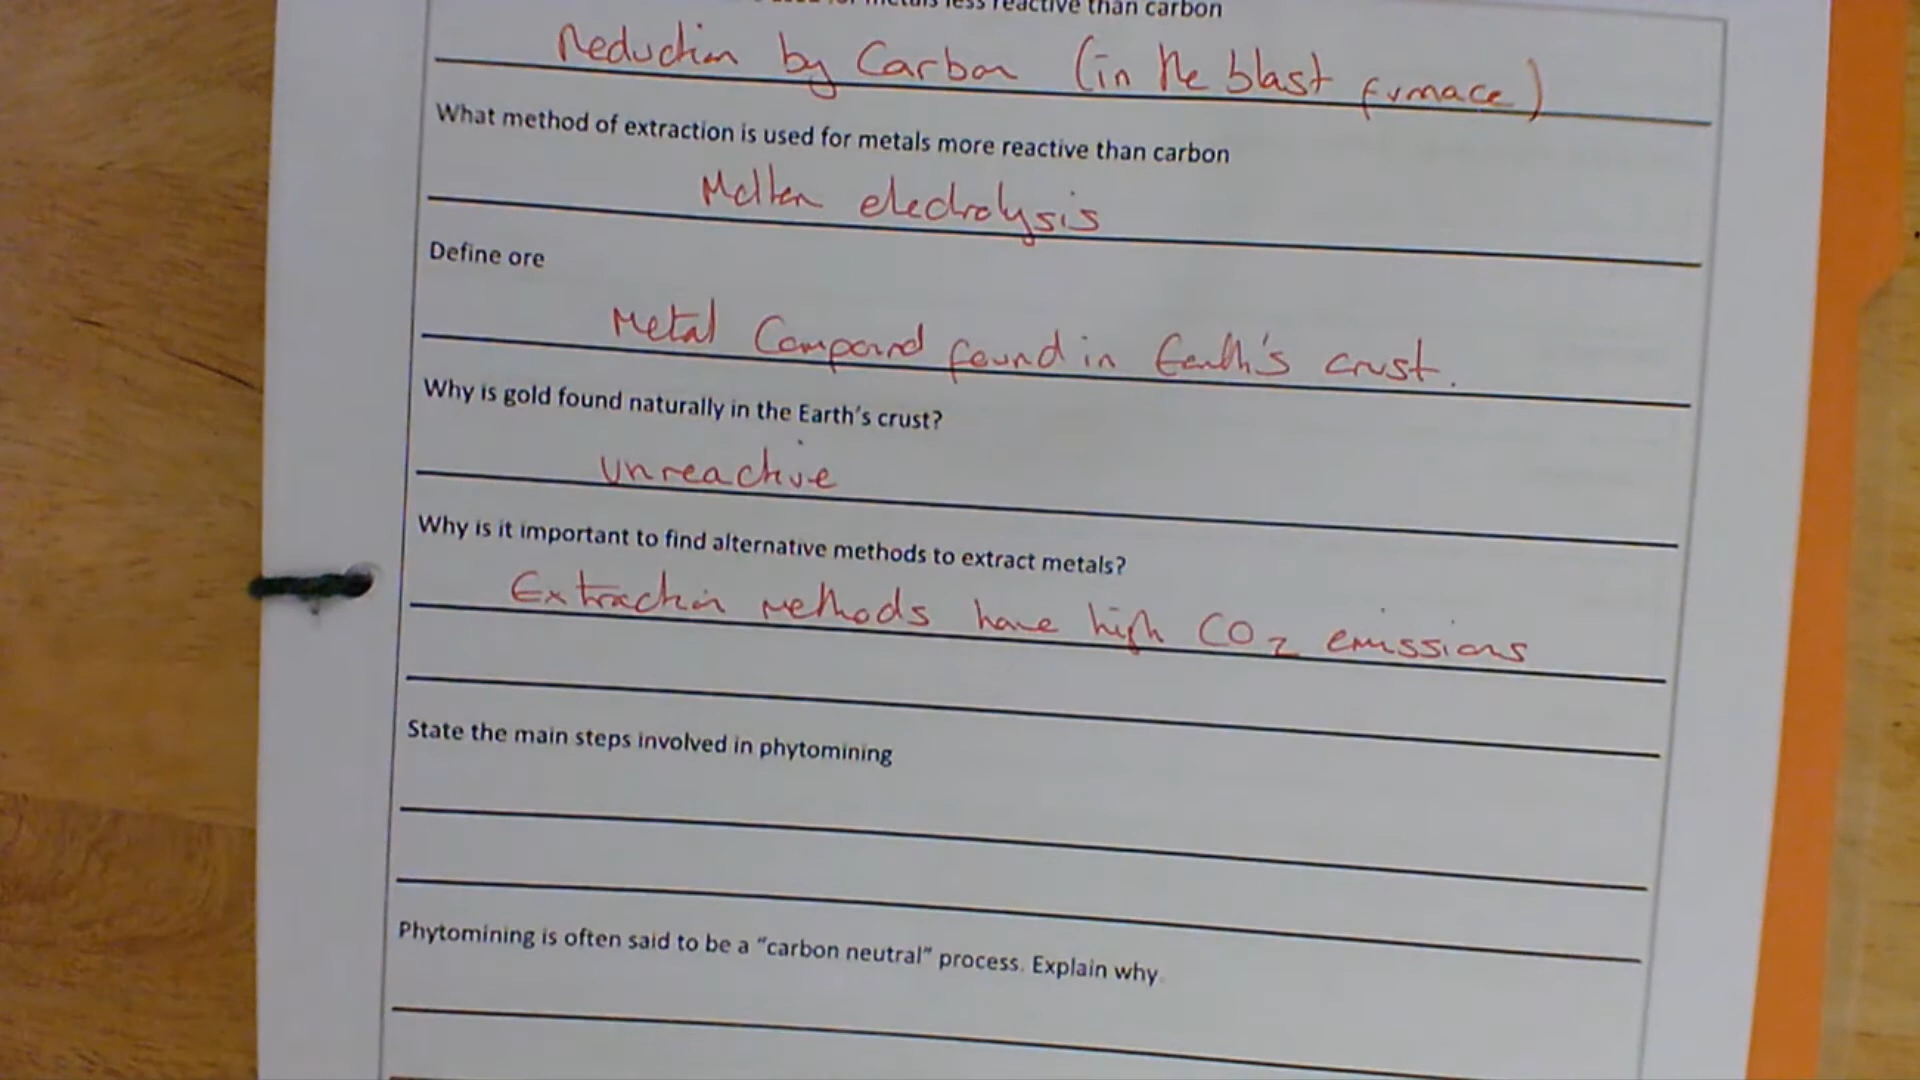 less reactive than carbon
Reduction by Carbon (in the blast furnace)
What method of extraction is used for metals more reactive than carbon
Molten electrolysis
Define ore
Metal Compound found in Earth's crust.
Why is gold found naturally in the Earth's crust?
Unreactive
Why is it important to find alternative methods to extract metals?
Extraction methods have high CO2 emissions
State the main steps involved in phytomining
Phytomining is often said to be a "carbon neutral" process. Explain why.